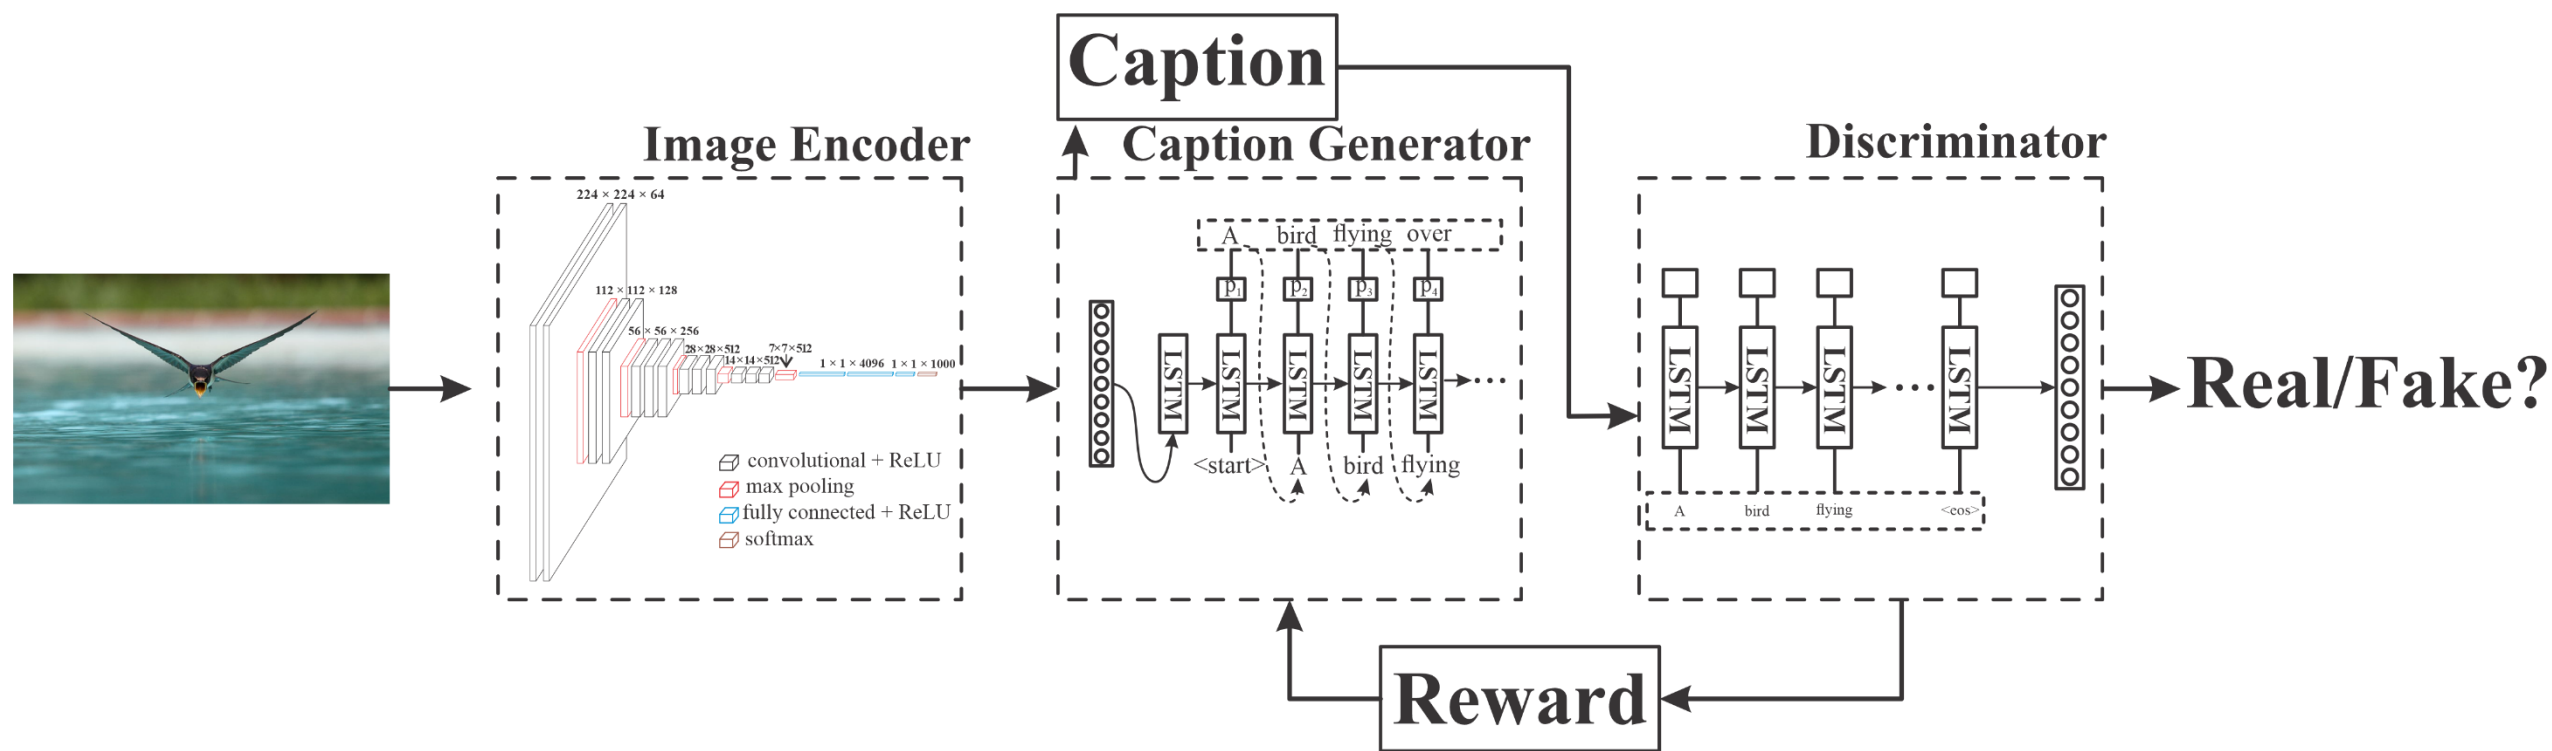 Caption
Image Encoder
Caption Generator
Discriminator
224 × 224 × 64
112 × 112 × 128
56 × 56 × 256
28×28×512
14×14×512
7×7×512
1 × 1 × 4096
1 × 1 × 1000
convolutional + ReLU
max pooling
fully connected + ReLU
softmax
A bird flying over
p1 p2 p3 p4
LSTM LSTM LSTM LSTM LSTM ...
<start> A bird flying
LSTM LSTM LSTM ... LSTM
A bird flying <cos>
Real/Fake?
Reward